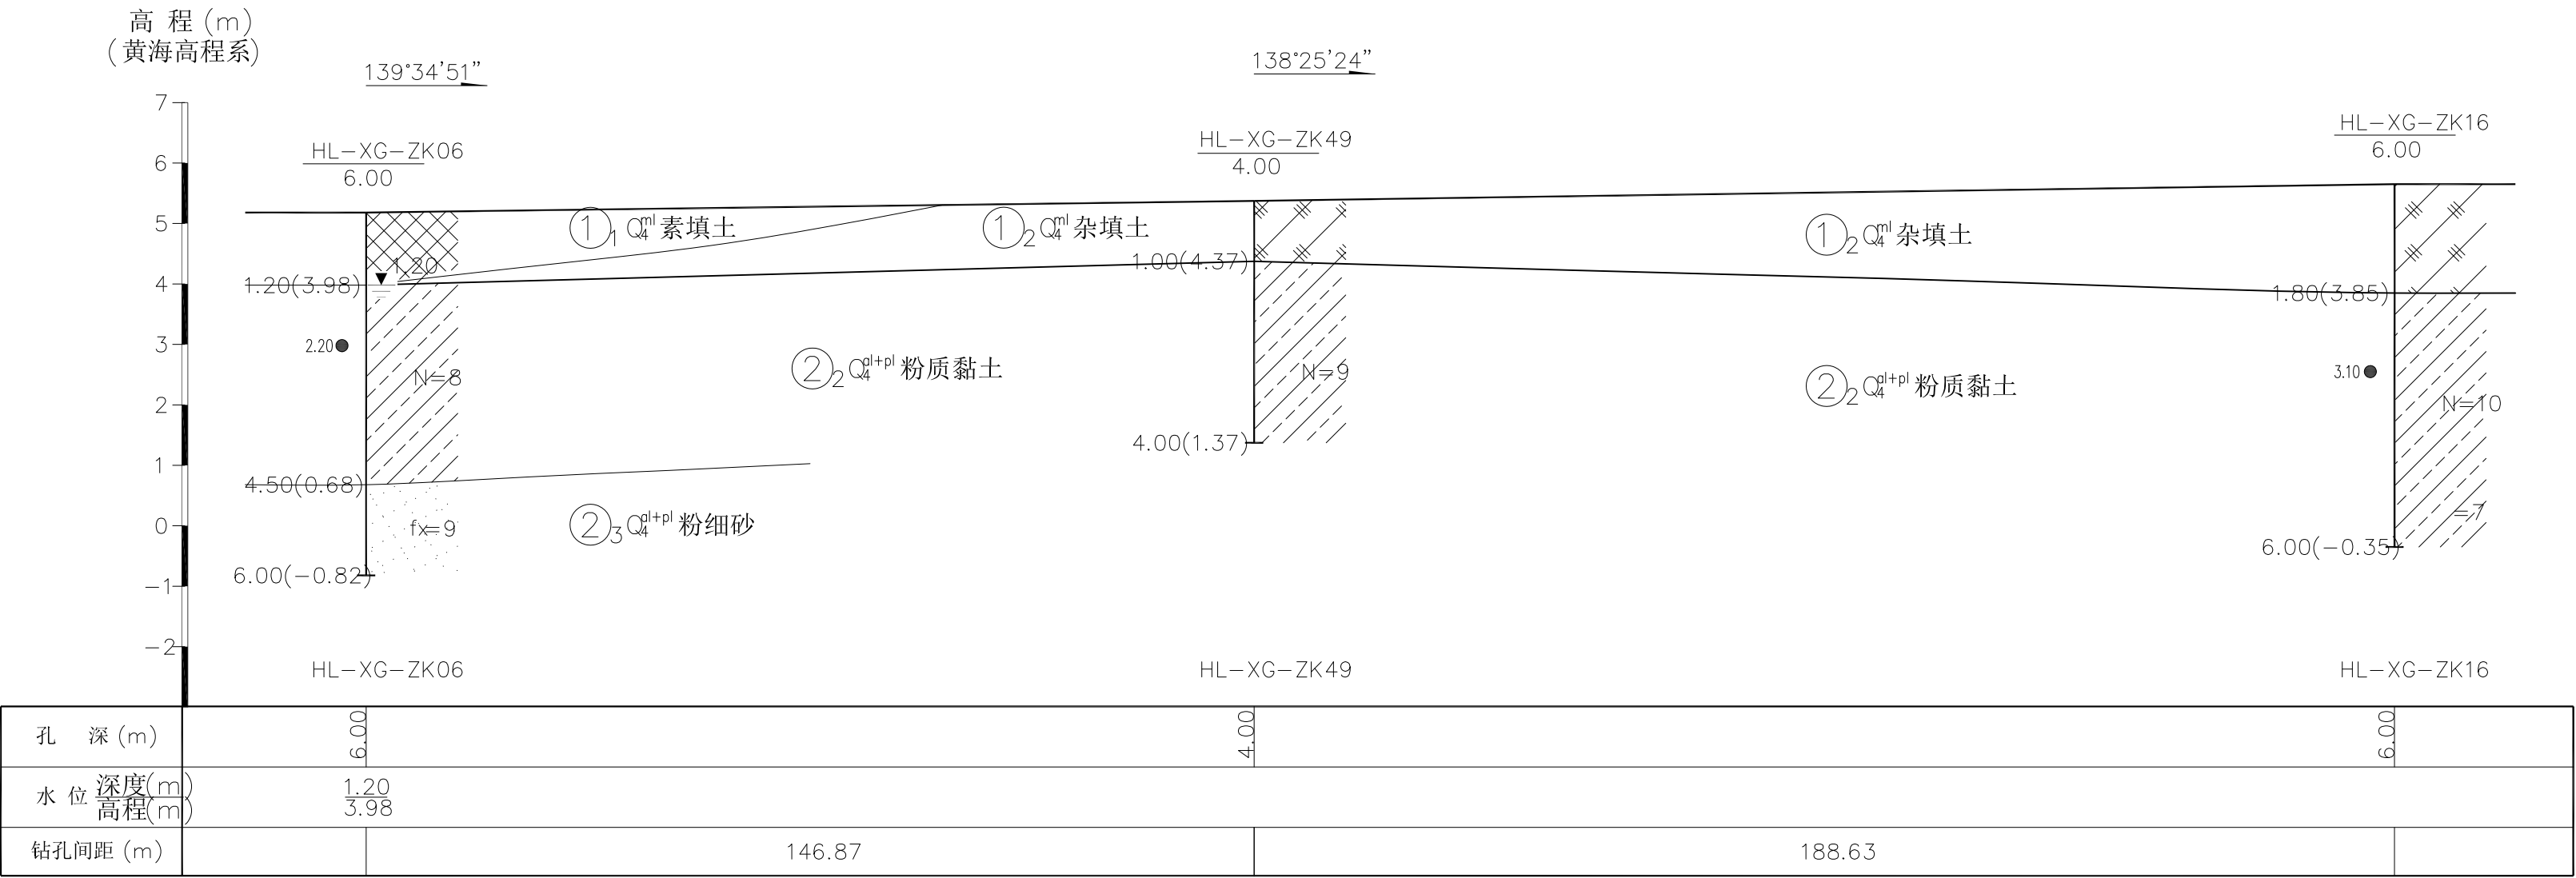 高 程 (m)
(黄海高程系)
139°34'51"
138°25'24"
7
6
5
4
3
2
1
0
-1
-2
HL-XG-ZK06
6.00
HL-XG-ZK49
4.00
HL-XG-ZK16
6.00
①1 Q4ml 素填土
①2 Q4ml 杂填土
①2 Q4ml 杂填土
1.20
1.20(3.98)
1.00(4.37)
1.80(3.85)
2.20
N=8
②2 Q4al+pl 粉质黏土
N=9
②2 Q4al+pl 粉质黏土
3.10
N=10
4.00(1.37)
4.50(0.68)
fx=9
②3 Q4al+pl 粉细砂
=7
6.00(-0.82)
6.00(-0.35)
HL-XG-ZK06
HL-XG-ZK49
HL-XG-ZK16
孔 深 (m)
6.00
4.00
6.00
水 位 深度(m)
高程(m)
1.20
3.98
钻孔间距 (m)
146.87
188.63